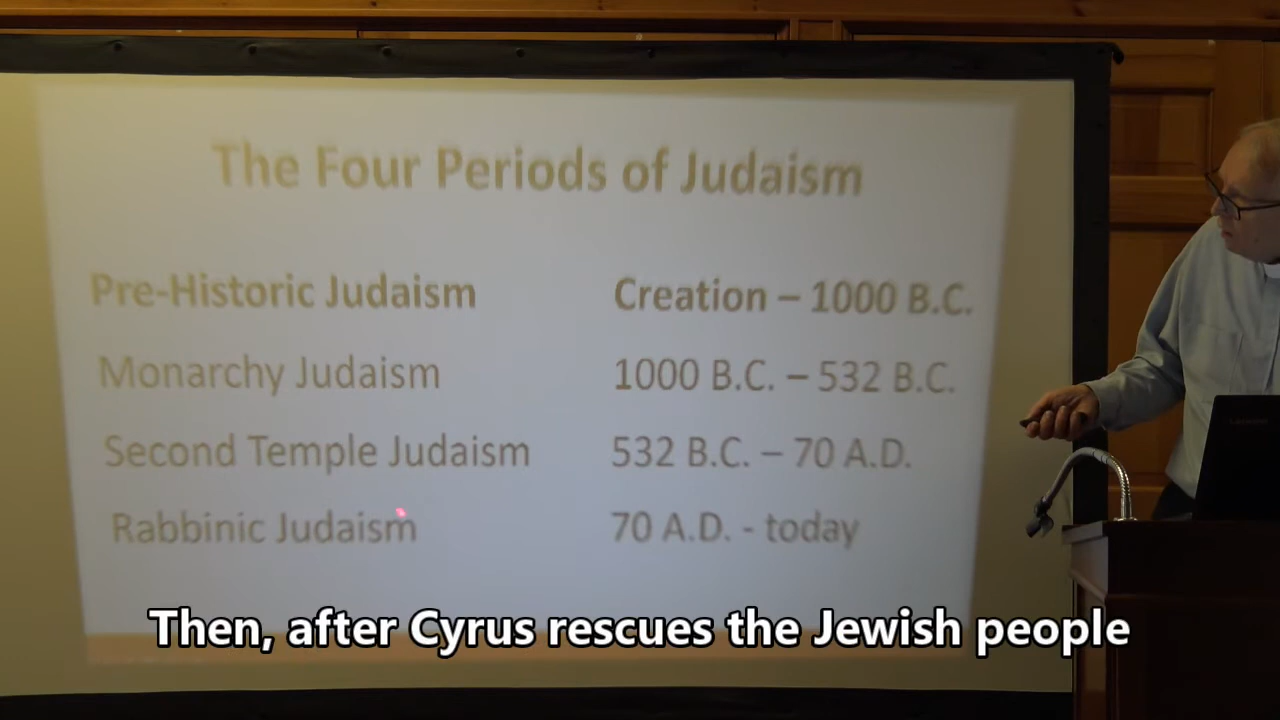 The Four Periods of Judaism
Pre-Historic Judaism Creation – 1000 B.C.
Monarchy Judaism 1000 B.C. – 532 B.C.
Second Temple Judaism 532 B.C. – 70 A.D.
Rabbinic Judaism 70 A.D. - today
Then, after Cyrus rescues the Jewish people